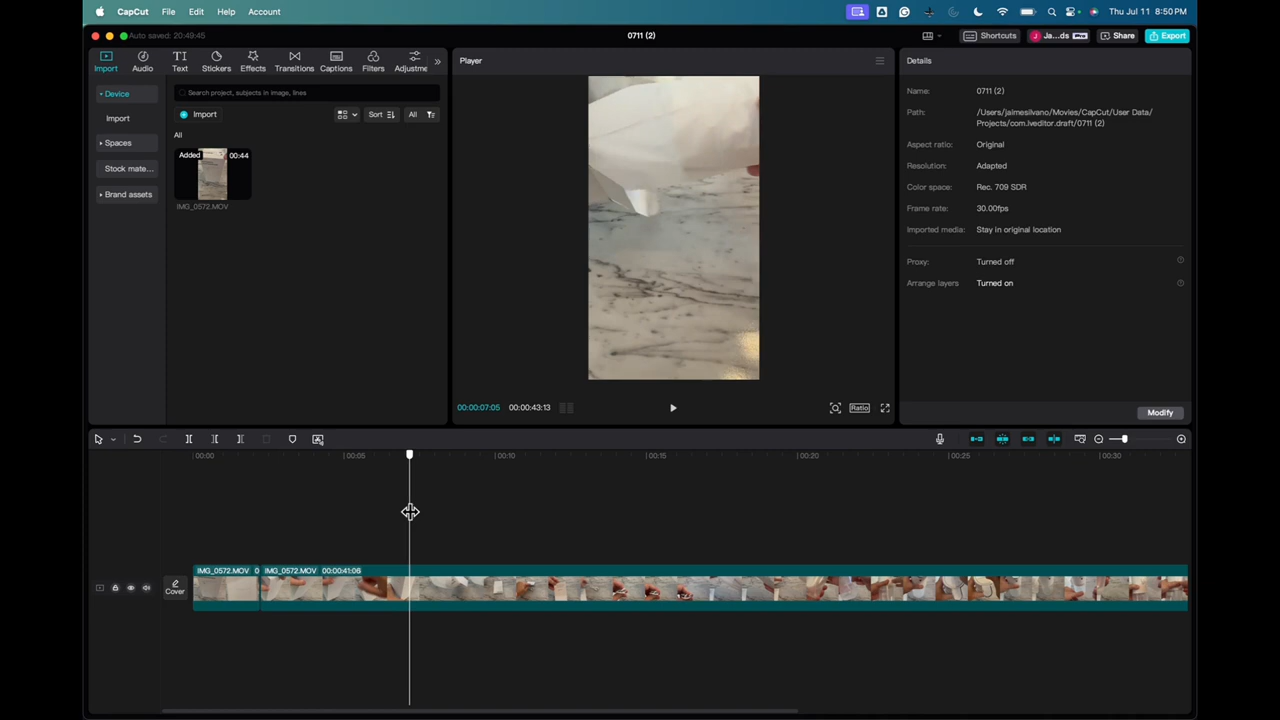 CapCut File Edit Help Account Thu Jul 11 8:50 PM
Auto saved: 20:49:45 0711 (2) Shortcuts Ja...ds Pro Share Export
Import Audio Text Stickers Effects Transitions Captions Filters Adjustme
Player
Details
Device
Import
Spaces
Stock mate...
Brand assets
Search project, subjects in image, lines
Import Sort All
All
Added 00:44
IMG_0572.MOV
Name: 0711 (2)
Path: /Users/jaimesilvano/Movies/CapCut/User Data/
Projects/com.lveditor.draft/0711 (2)
Aspect ratio: Original
Resolution: Adapted
Color space: Rec. 709 SDR
Frame rate: 30.00fps
Imported media: Stay in original location
Proxy: Turned off
Arrange layers Turned on
00:00:07:05 00:00:43:13 Ratio
Modify
00:00 00:05 00:10 00:15 00:20 00:25 00:30
IMG_0572.MOV 0 IMG_0572.MOV 00:00:41:06
Cover